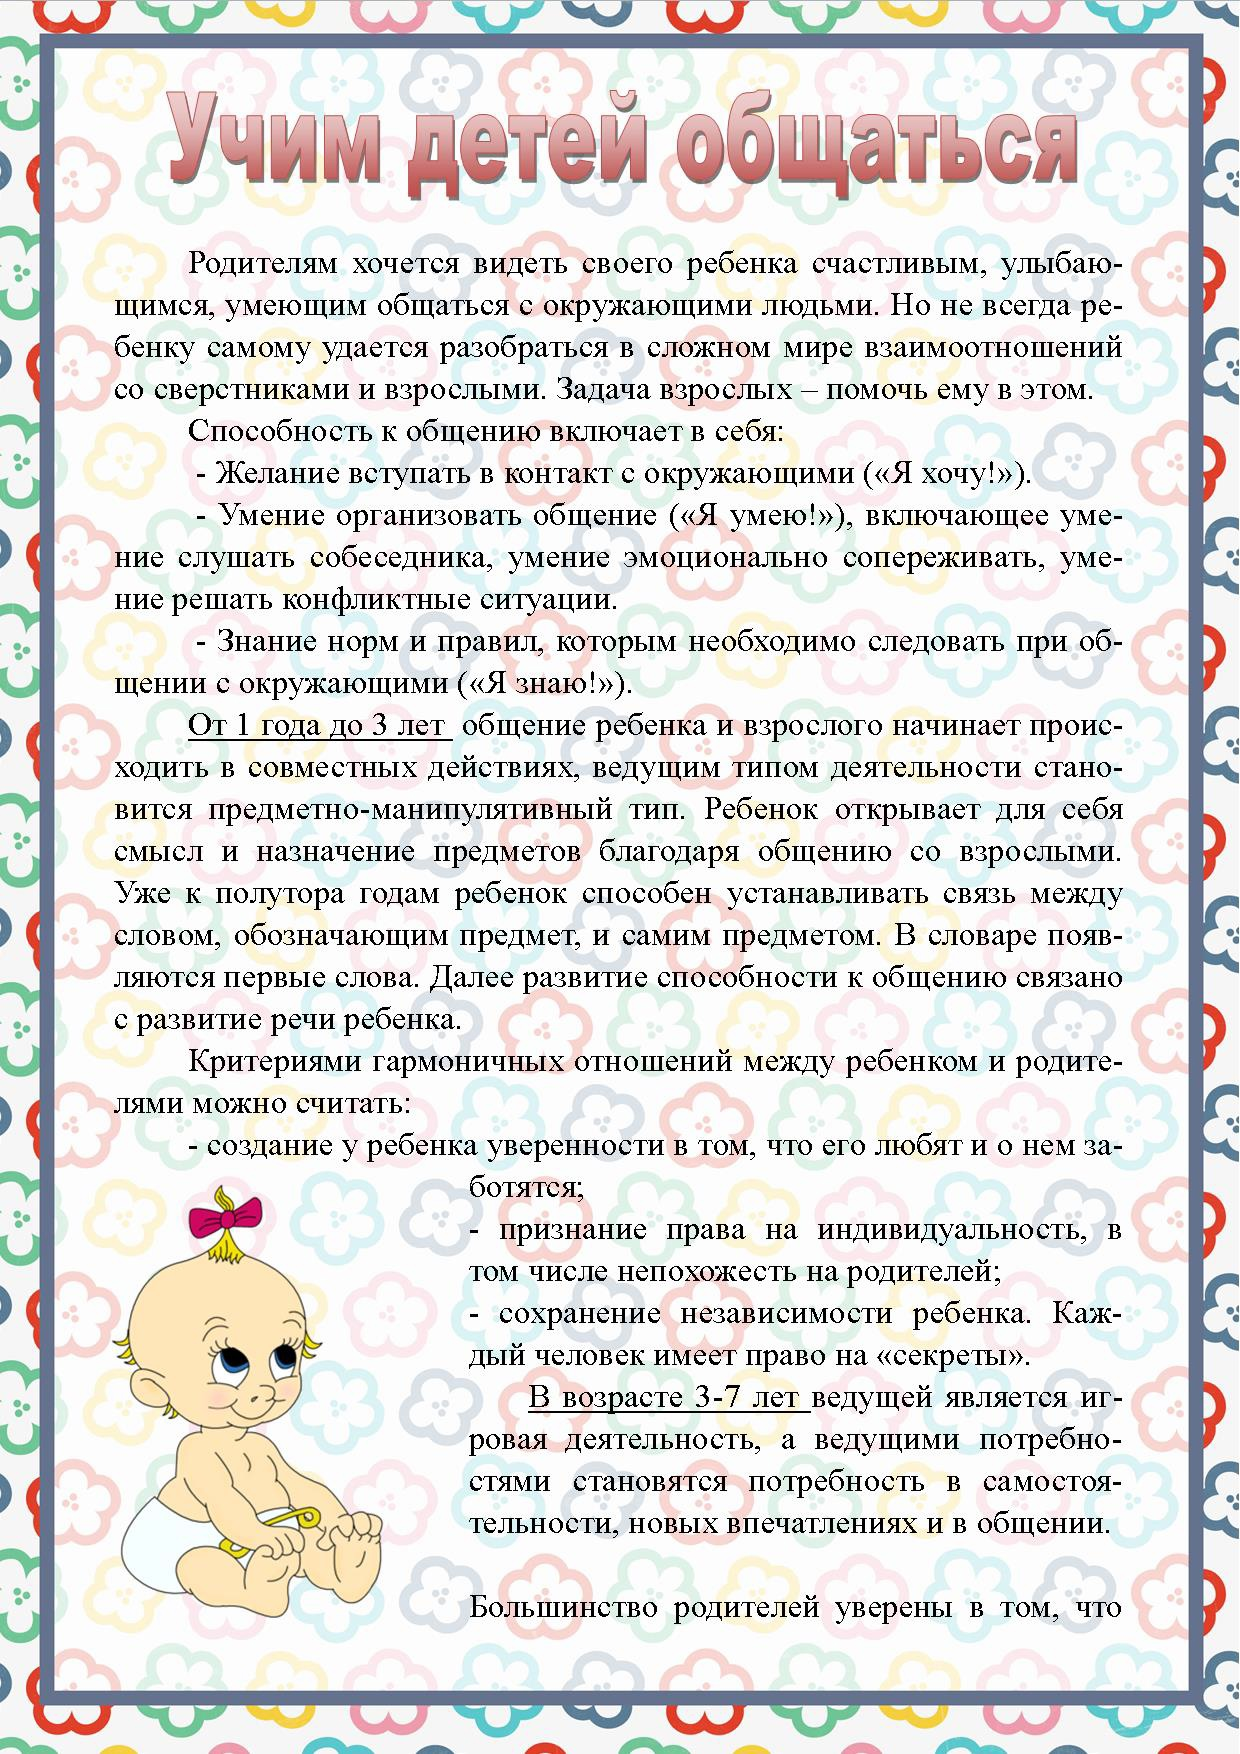 Учим детей общаться
Родителям хочется видеть своего ребенка счастливым, улыбаю-
щимся, умеющим общаться с окружающими людьми. Но не всегда ре-
бенку самому удается разобраться в сложном мире взаимоотношений
со сверстниками и взрослыми. Задача взрослых – помочь ему в этом.
Способность к общению включает в себя:
- Желание вступать в контакт с окружающими («Я хочу!»).
- Умение организовать общение («Я умею!»), включающее уме-
ние слушать собеседника, умение эмоционально сопереживать, уме-
ние решать конфликтные ситуации.
- Знание норм и правил, которым необходимо следовать при об-
щении с окружающими («Я знаю!»).
От 1 года до 3 лет общение ребенка и взрослого начинает проис-
ходить в совместных действиях, ведущим типом деятельности стано-
вится предметно-манипулятивный тип. Ребенок открывает для себя
смысл и назначение предметов благодаря общению со взрослыми.
Уже к полутора годам ребенок способен устанавливать связь между
словом, обозначающим предмет, и самим предметом. В словаре появ-
ляются первые слова. Далее развитие способности к общению связано
с развитие речи ребенка.
Критериями гармоничных отношений между ребенком и родите-
лями можно считать:
- создание у ребенка уверенности в том, что его любят и о нем за-
ботятся;
- признание права на индивидуальность, в
том числе непохожесть на родителей;
- сохранение независимости ребенка. Каж-
дый человек имеет право на «секреты».
В возрасте 3-7 лет ведущей является иг-
ровая деятельность, а ведущими потребно-
стями становятся потребность в самостоя-
тельности, новых впечатлениях и в общении.
Большинство родителей уверены в том, что